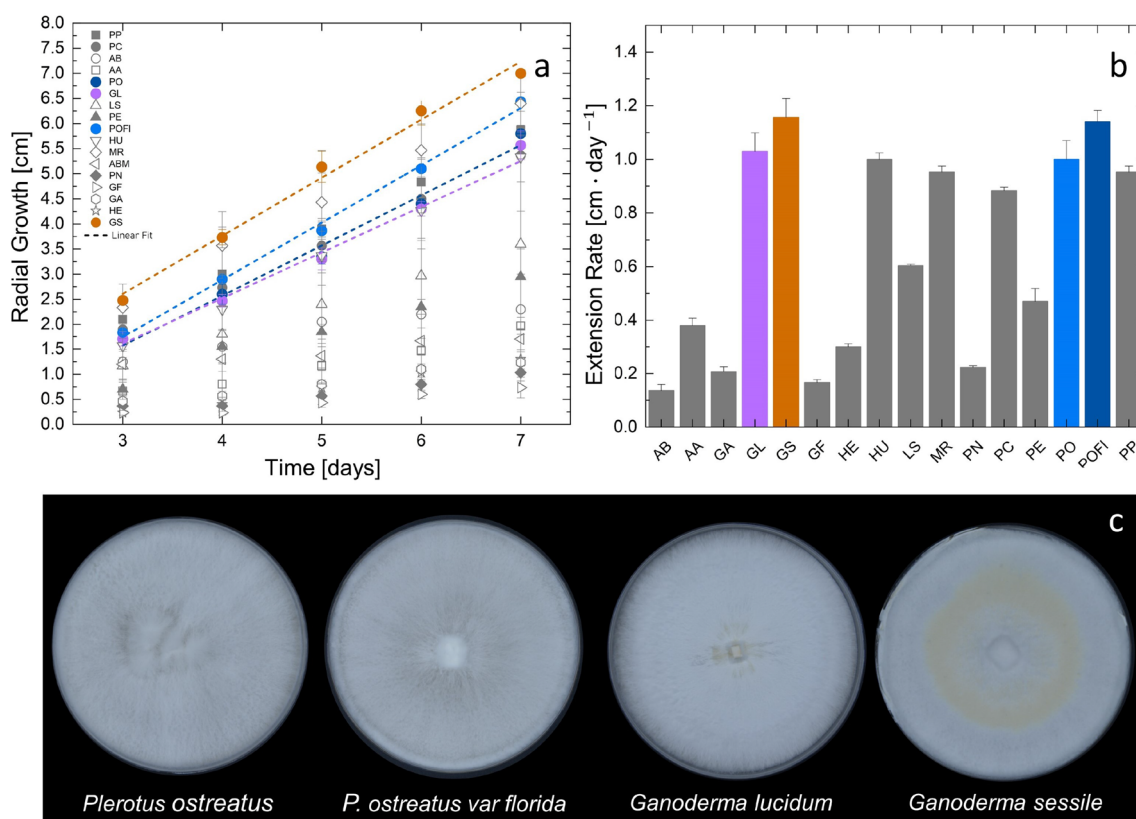 a
Radial Growth [cm]
8.0
7.5
7.0
6.5
6.0
5.5
5.0
4.5
4.0
3.5
3.0
2.5
2.0
1.5
1.0
0.5
0.0
PP
PC
AB
AA
PO
GL
LS
PE
POFI
HU
MR
ABM
PN
GF
GA
HE
GS
Linear Fit
3 4 5 6 7
Time [days]
b
Extension Rate [cm · day⁻¹]
1.4
1.2
1.0
0.8
0.6
0.4
0.2
0.0
AB AA GA GL GS GF HE HU LS MR PN PC PE PO POFI PP
c
Plerotus ostreatus P. ostreatus var florida Ganoderma lucidum Ganoderma sessile